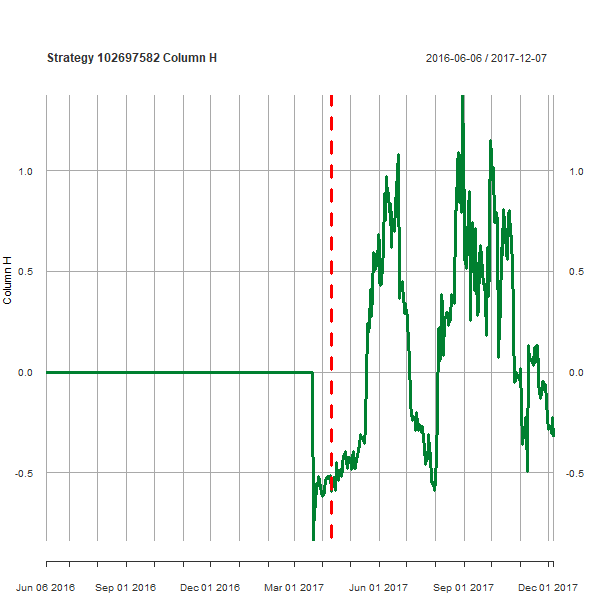 Strategy 102697582 Column H
2016-06-06 / 2017-12-07
1.0
1.0
0.5
0.5
Column H
0.0
0.0
-0.5
-0.5
Jun 06 2016
Sep 01 2016
Dec 01 2016
Mar 01 2017
Jun 01 2017
Sep 01 2017
Dec 01 2017